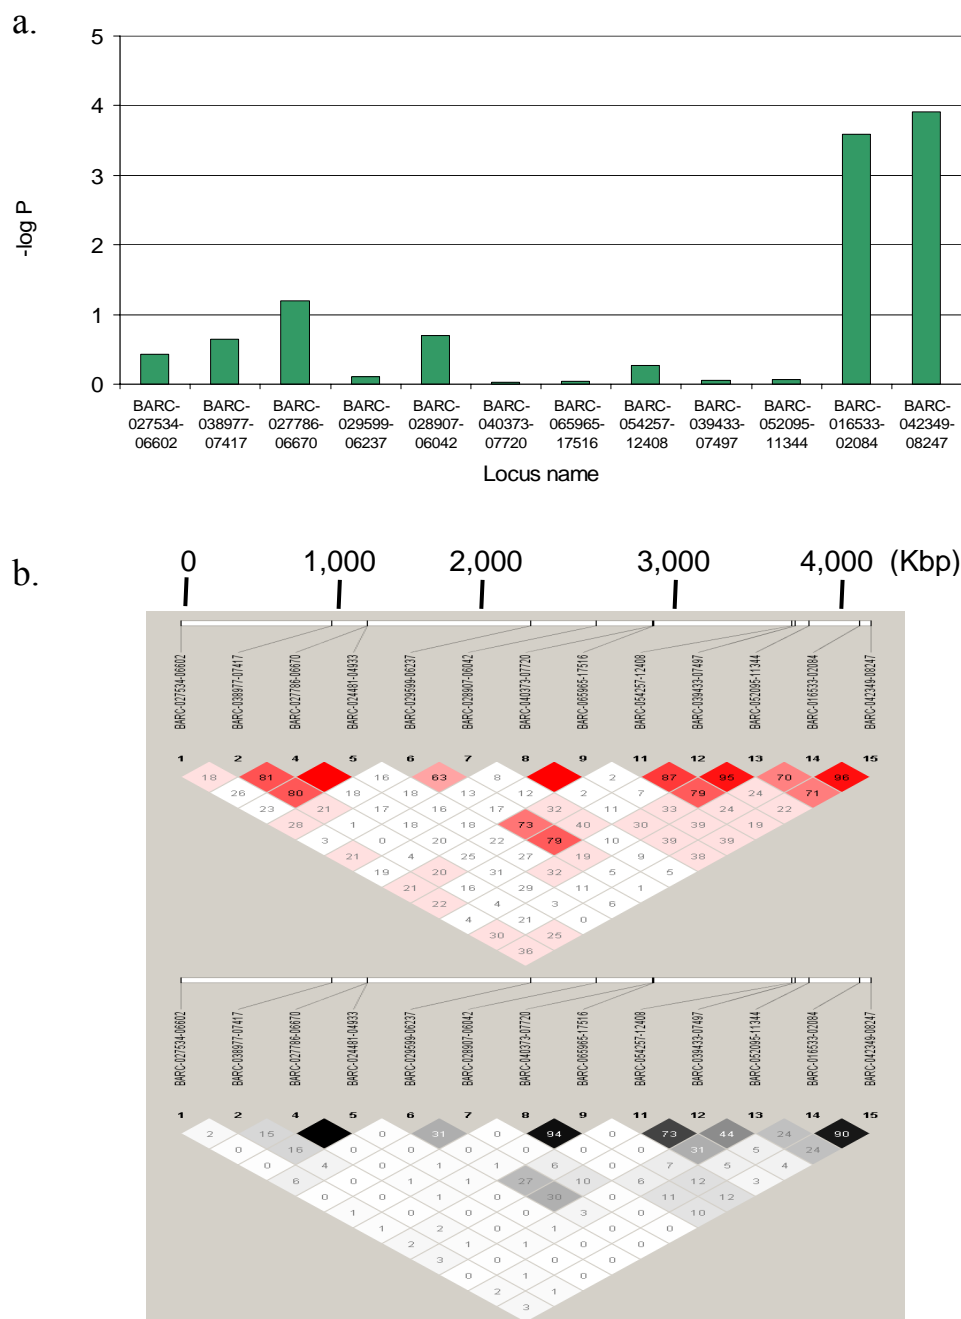 a.
5
4
3
2
1
0
-log P
BARC-027534-06602
BARC-038977-07417
BARC-027786-06670
BARC-029599-06237
BARC-028907-06042
BARC-040373-07720
BARC-065965-17516
BARC-054257-12408
BARC-039433-07497
BARC-052095-11344
BARC-016533-02084
BARC-042349-08247
Locus name
b.
0 1,000 2,000 3,000 4,000 (Kbp)
BARC-027534-06602
BARC-038977-07417
BARC-027786-06670
BARC-024481-04933
BARC-029599-06237
BARC-028907-06042
BARC-040373-07720
BARC-065965-17516
BARC-054257-12408
BARC-039433-07497
BARC-052095-11344
BARC-016533-02084
BARC-042349-08247
1 2 4 5 6 7 8 9 11 12 13 14 15
18 81 16 63 8 2 87 95 70 96
26 80 18 18 13 12 2 7 79 24 71
23 21 17 16 17 32 11 33 24
28 1 18 18 73 40 30 39 19
3 0 20 22 79 39 39
21 4 25 27 19 10 38
19 20 31 32 5 9 5
21 16 29 11 1
22 4 3 6
4 21 0
30 25
36
BARC-027534-06602
BARC-038977-07417
BARC-027786-06670
BARC-024481-04933
BARC-029599-06237
BARC-028907-06042
BARC-040373-07720
BARC-065965-17516
BARC-054257-12408
BARC-039433-07497
BARC-052095-11344
BARC-016533-02084
BARC-042349-08247
1 2 4 5 6 7 8 9 11 12 13 14 15
2 15 0 31 0 94 0 73 44 24 90
0 16 0 0 0 0 0 0 31 5 24
0 4 0 1 1 6 0 7 5 4
6 0 1 1 27 10 6 12 3
0 1 0 0 30 0 11 12
0 0 1 0 3 0 10
1 2 0 1 0 0
2 1 1 0 0
3 0 0 0
0 1 0
2 1
3